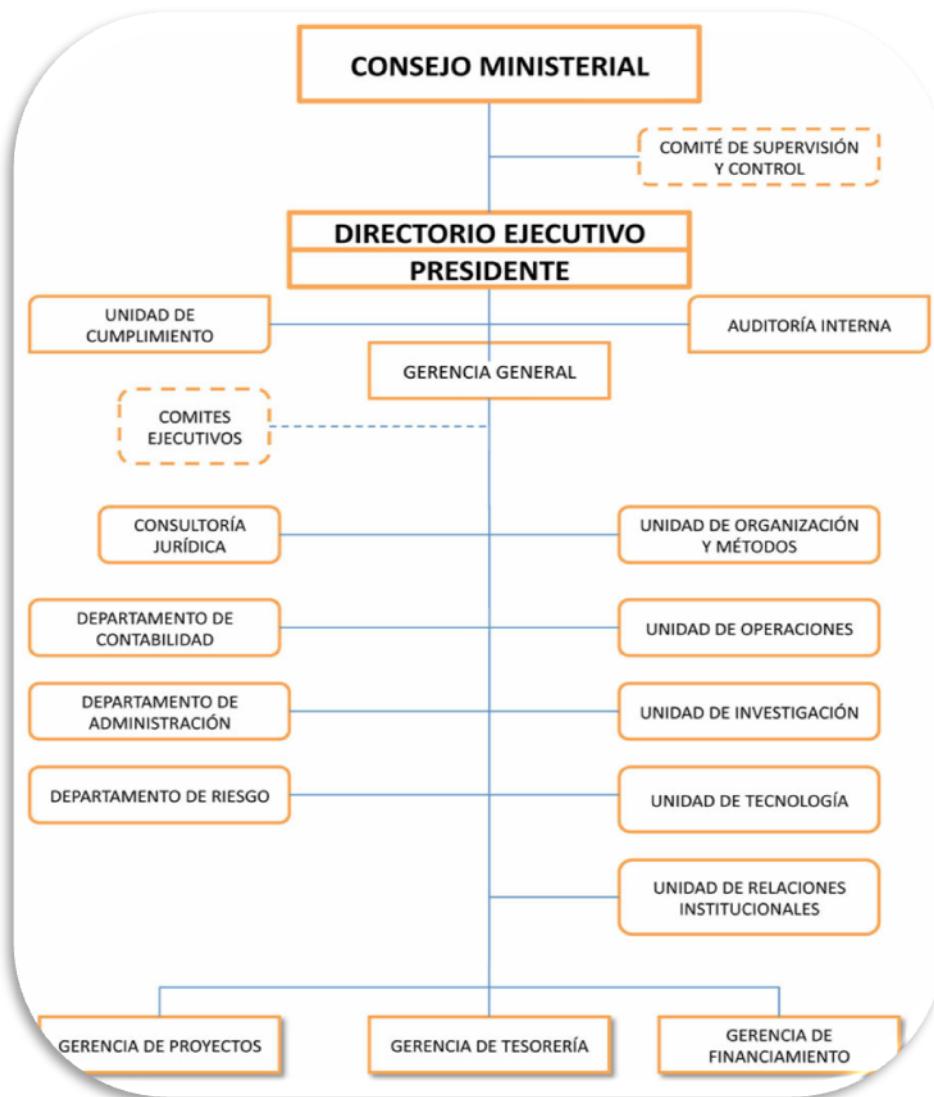 CONSEJO MINISTERIAL
COMITÉ DE SUPERVISIÓN
Y CONTROL
DIRECTORIO EJECUTIVO
PRESIDENTE
UNIDAD DE
CUMPLIMIENTO
AUDITORÍA INTERNA
GERENCIA GENERAL
COMITES
EJECUTIVOS
CONSULTORÍA
JURÍDICA
UNIDAD DE ORGANIZACIÓN
Y MÉTODOS
DEPARTAMENTO DE
CONTABILIDAD
UNIDAD DE OPERACIONES
DEPARTAMENTO DE
ADMINISTRACIÓN
UNIDAD DE INVESTIGACIÓN
DEPARTAMENTO DE RIESGO
UNIDAD DE TECNOLOGÍA
UNIDAD DE RELACIONES
INSTITUCIONALES
GERENCIA DE PROYECTOS
GERENCIA DE TESORERÍA
GERENCIA DE
FINANCIAMIENTO